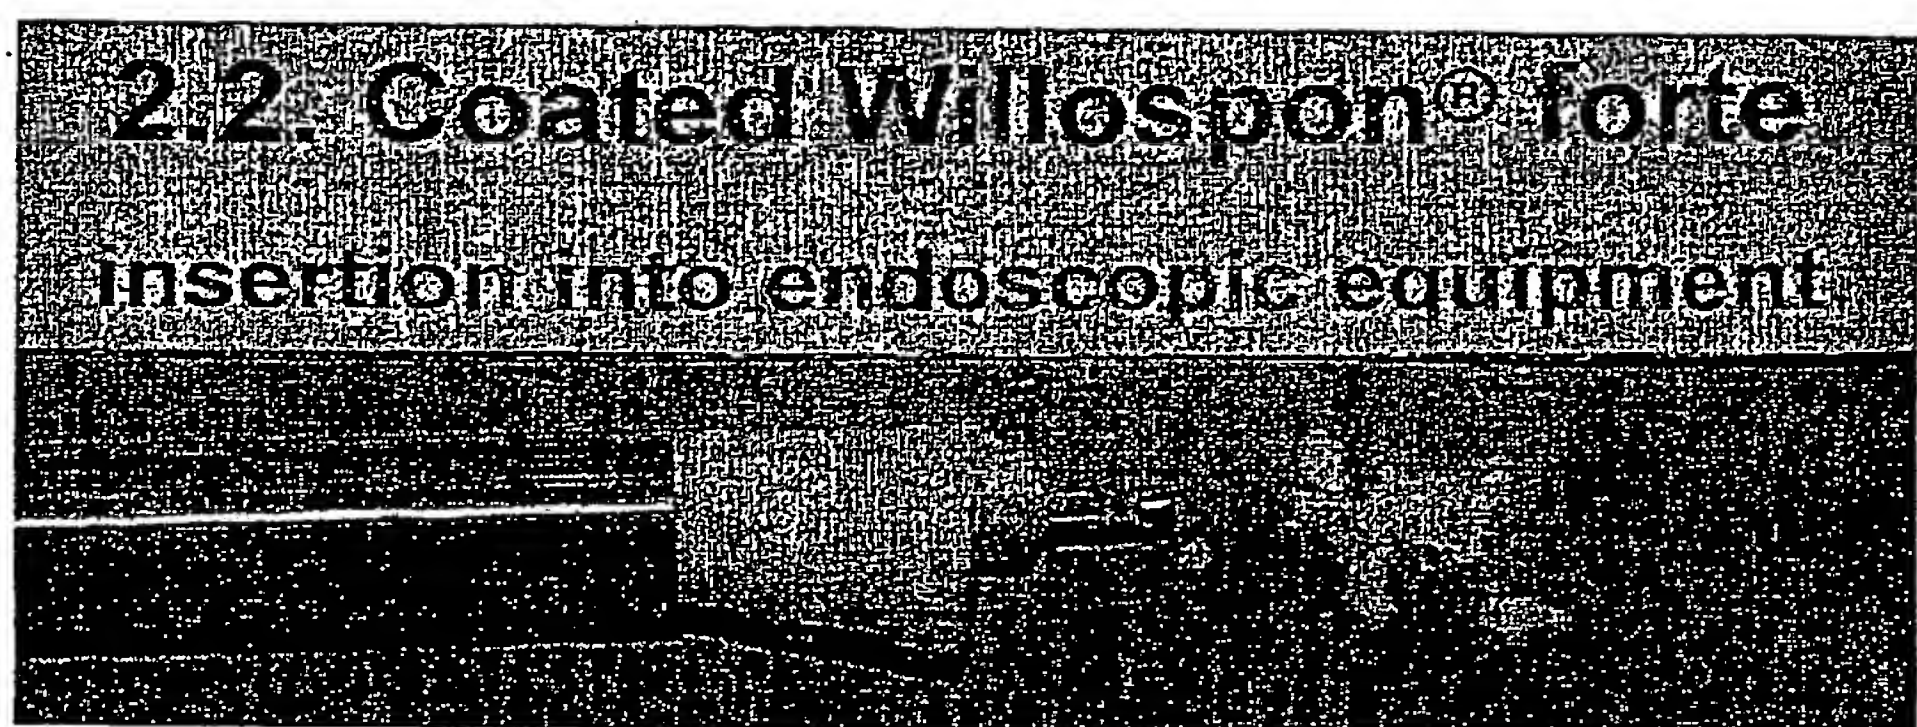 2.2. Coated Willospon® forte
insertion into endoscopic equipment